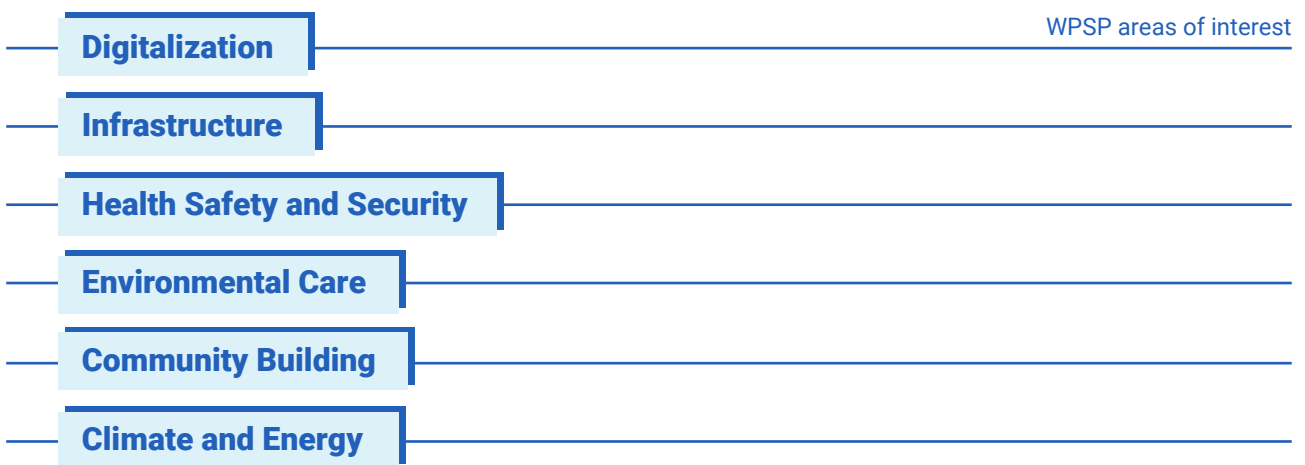 WPSP areas of interest
Digitalization
Infrastructure
Health Safety and Security
Environmental Care
Community Building
Climate and Energy